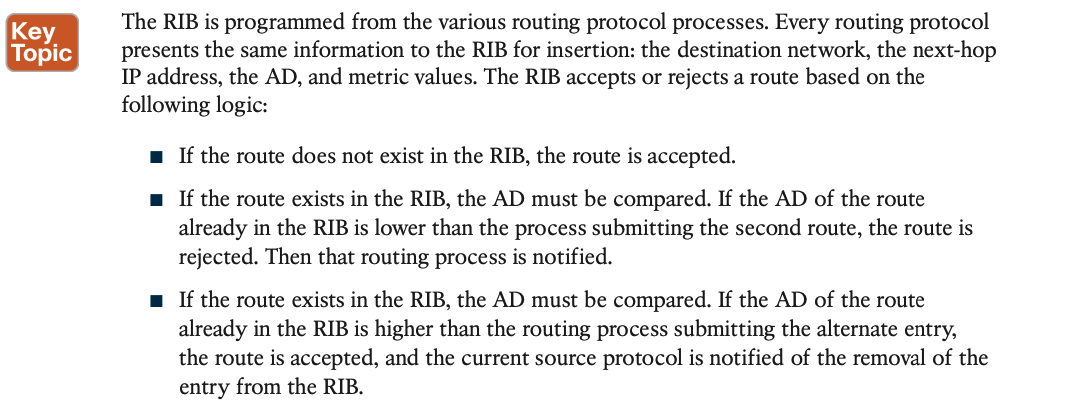 Key
Topic
The RIB is programmed from the various routing protocol processes. Every routing protocol
presents the same information to the RIB for insertion: the destination network, the next-hop
IP address, the AD, and metric values. The RIB accepts or rejects a route based on the
following logic:
■ If the route does not exist in the RIB, the route is accepted.
■ If the route exists in the RIB, the AD must be compared. If the AD of the route
already in the RIB is lower than the process submitting the second route, the route is
rejected. Then that routing process is notified.
■ If the route exists in the RIB, the AD must be compared. If the AD of the route
already in the RIB is higher than the routing process submitting the alternate entry,
the route is accepted, and the current source protocol is notified of the removal of the
entry from the RIB.